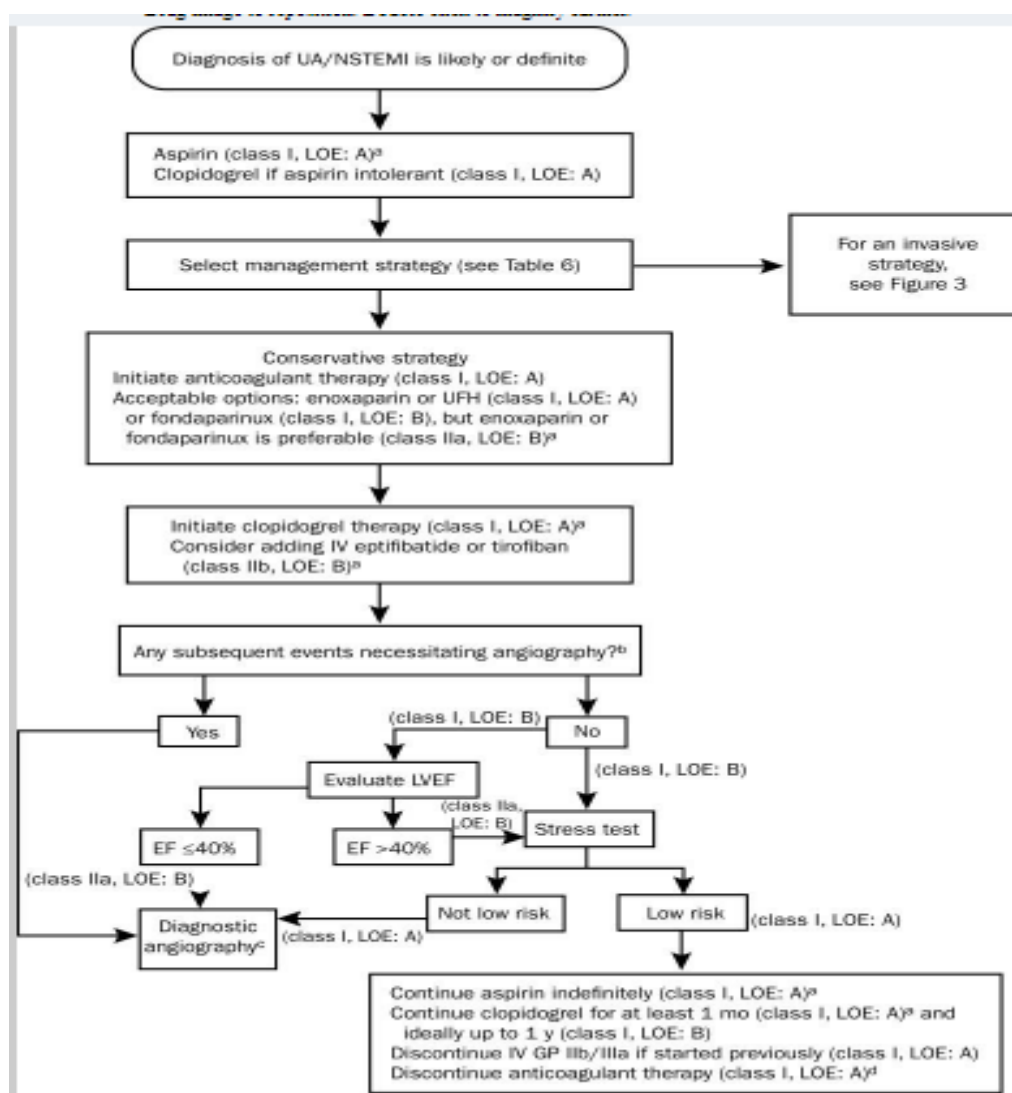 Diagnosis of UA/NSTEMI is likely or definite
Aspirin (class I, LOE: A)ª
Clopidogrel if aspirin intolerant (class I, LOE: A)
Select management strategy (see Table 6)
For an invasive
strategy,
see Figure 3
Conservative strategy
Initiate anticoagulant therapy (class I, LOE: A)
Acceptable options: enoxaparin or UFH (class I, LOE: A)
or fondaparinux (class I, LOE: B), but enoxaparin or
fondaparinux is preferable (class IIa, LOE: B)ª
Initiate clopidogrel therapy (class I, LOE: A)ª
Consider adding IV eptifibatide or tirofiban
(class IIb, LOE: B)ª
Any subsequent events necessitating angiography?ᵇ
Yes
(class I, LOE: B)
No
(class I, LOE: B)
Evaluate LVEF
(class IIa,
LOE: B)
Stress test
EF ≤40%
EF >40%
(class IIa, LOE: B)
Not low risk
Low risk
(class I, LOE: A)
Diagnostic
angiographyᶜ
(class I, LOE: A)
Continue aspirin indefinitely (class I, LOE: A)ª
Continue clopidogrel for at least 1 mo (class I, LOE: A)ª and
ideally up to 1 y (class I, LOE: B)
Discontinue IV GP IIb/IIIa if started previously (class I, LOE: A)
Discontinue anticoagulant therapy (class I, LOE: A)ᵈ